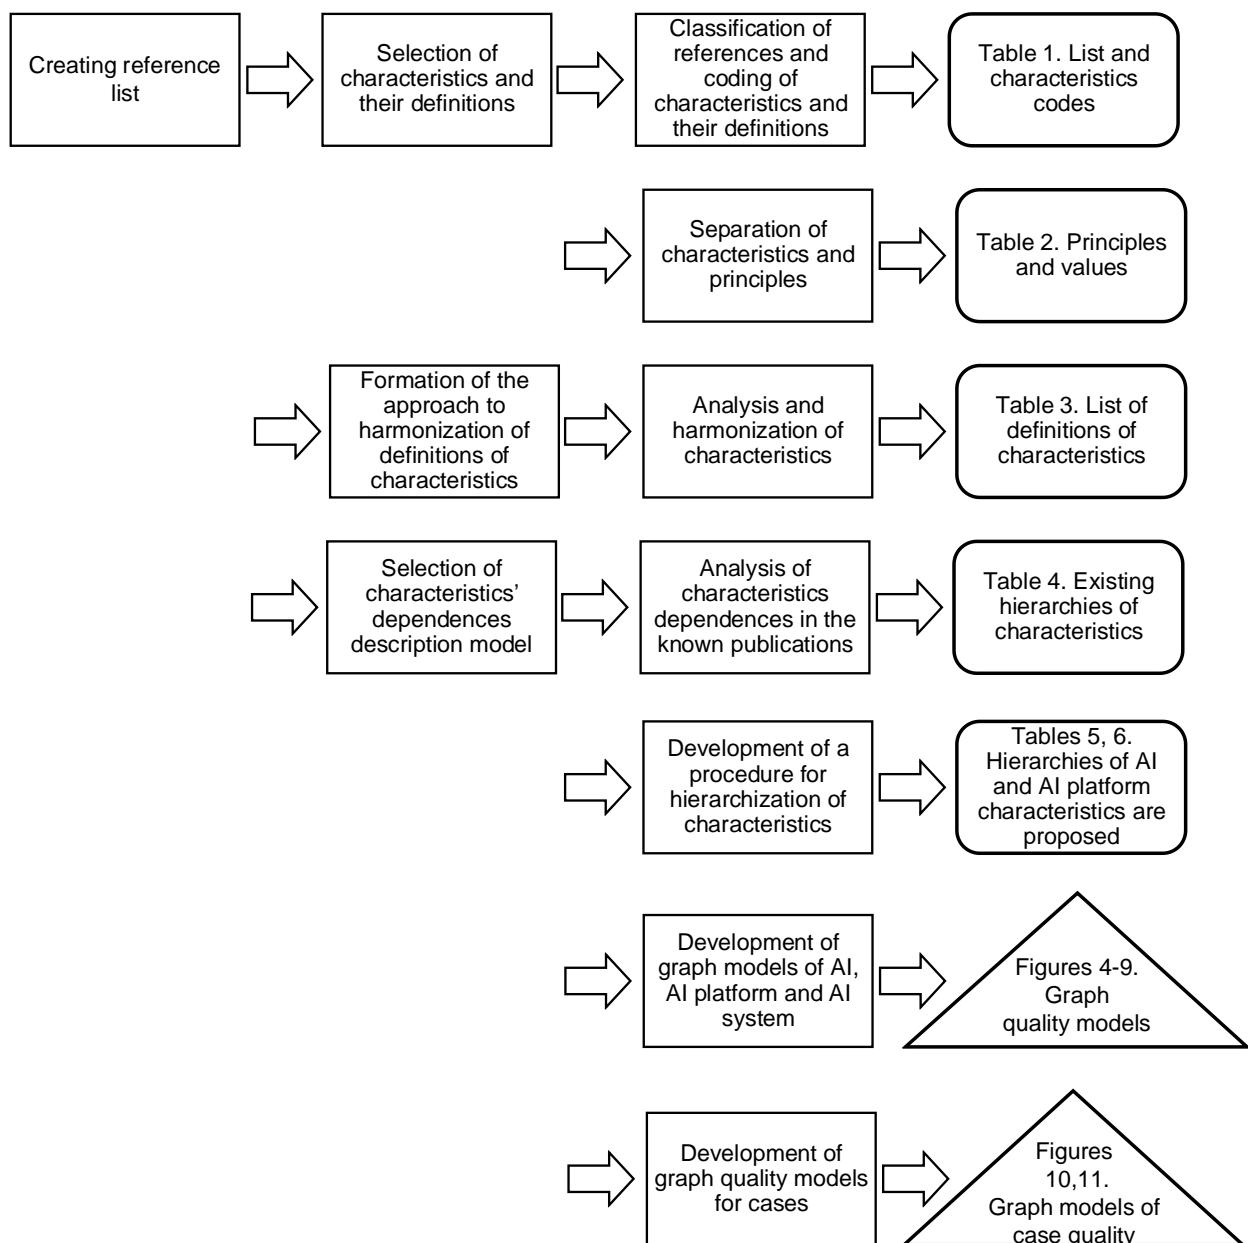 Creating reference
list
Selection of
characteristics and
their definitions
Classification of
references and
coding of
characteristics and
their definitions
Table 1. List and
characteristics
codes
Separation of
characteristics and
principles
Table 2. Principles
and values
Formation of the
approach to
harmonization of
definitions of
characteristics
Analysis and
harmonization of
characteristics
Table 3. List of
definitions of
characteristics
Selection of
characteristics’
dependences
description model
Analysis of
characteristics
dependences in the
known publications
Table 4. Existing
hierarchies of
characteristics
Development of a
procedure for
hierarchization of
characteristics
Tables 5, 6.
Hierarchies of AI
and AI platform
characteristics are
proposed
Development of
graph models of AI,
AI platform and AI
system
Figures 4-9.
Graph
quality models
Development of
graph quality models
for cases
Figures
10,11.
Graph models of
case quality